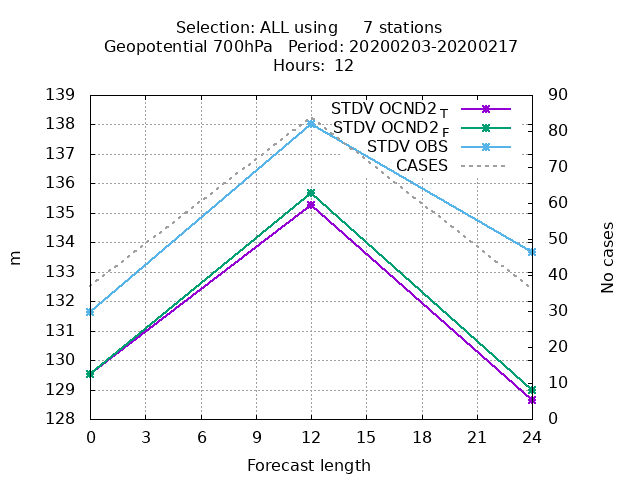 Selection: ALL using     7 stations
Geopotential 700hPa   Period: 20200203-20200217
Hours: 12
139
138
137
136
135
134
133
132
131
130
129
128
90
80
70
60
50
40
30
20
10
0
STDV OCND2 T
STDV OCND2 F
STDV OBS
CASES
m
No cases
0 3 6 9 12 15 18 21 24
Forecast length